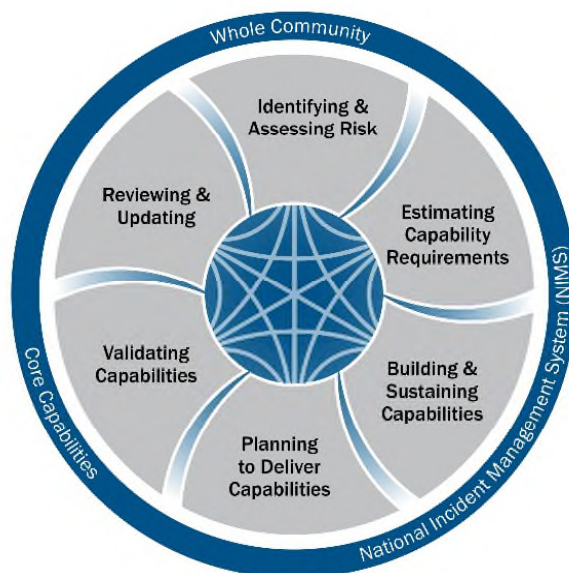 Whole Community
Identifying &
Assessing Risk
Estimating
Capability
Requirements
Building &
Sustaining
Capabilities
Planning
to Deliver
Capabilities
Validating
Capabilities
Reviewing &
Updating
National Incident Management System (NIMS)
Core Capabilities